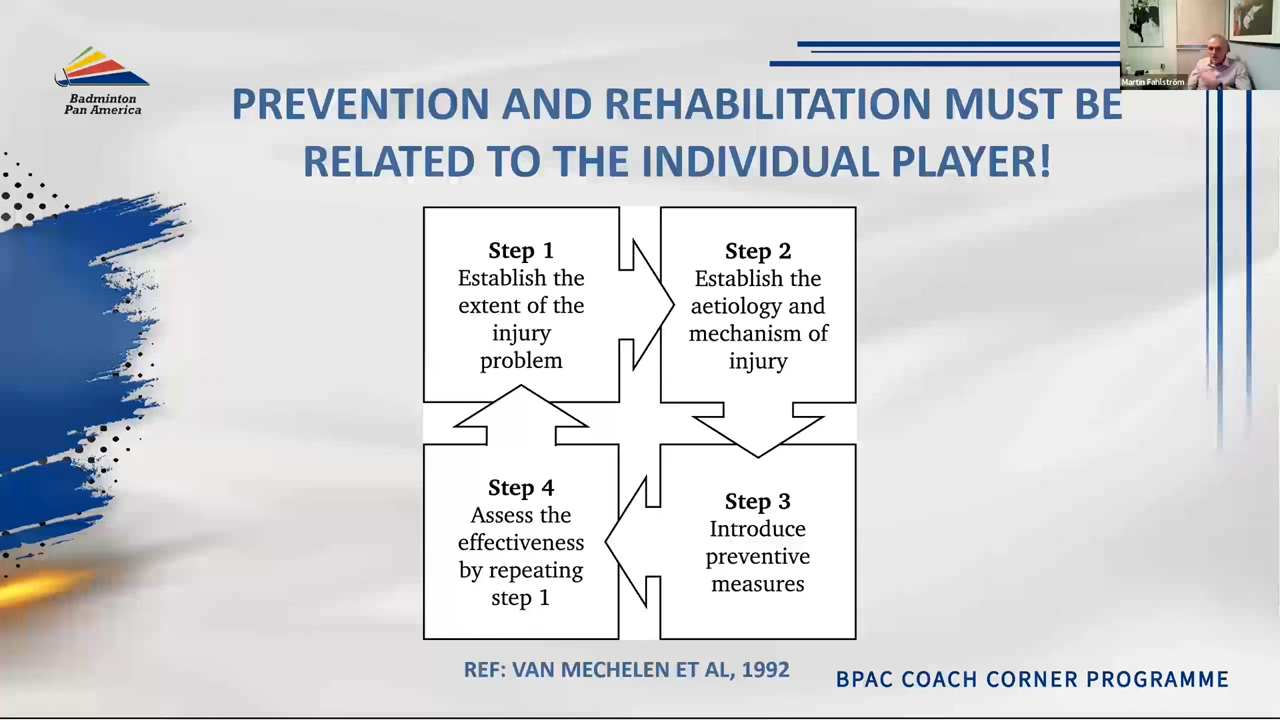 Martin Fahlström
Badminton
Pan America
PREVENTION AND REHABILITATION MUST BE
RELATED TO THE INDIVIDUAL PLAYER!
Step 1
Establish the
extent of the
injury
problem
Step 2
Establish the
aetiology and
mechanism of
injury
Step 4
Assess the
effectiveness
by repeating
step 1
Step 3
Introduce
preventive
measures
REF: VAN MECHELEN ET AL, 1992
BPAC COACH CORNER PROGRAMME